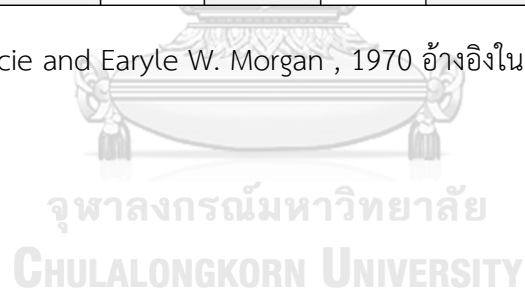 cie and Earyle W. Morgan , 1970 อ้างอิงใน
จุฬาลงกรณ์มหาวิทยาลัย
CHULALONGKORN UNIVERSITY